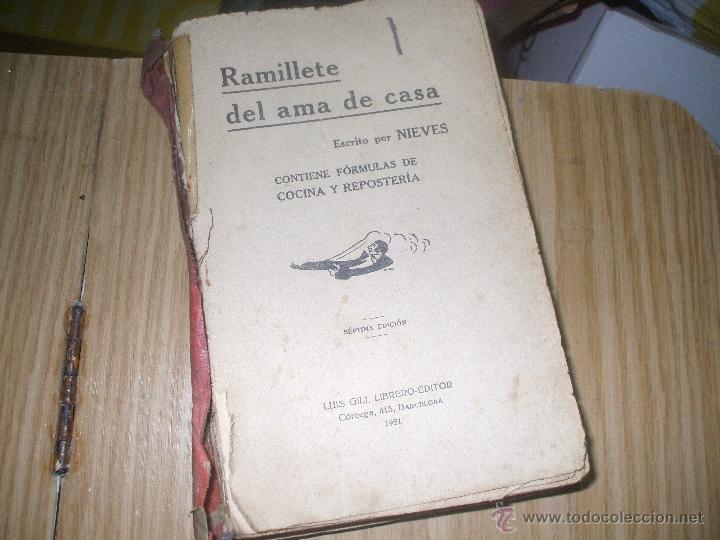 Ramillete
del ama de casa
Escrito por NIEVES
CONTIENE FÓRMULAS DE
COCINA Y REPOSTERÍA
SÉPTIMA EDICIÓN
LUIS GILI, LIBRERO-EDITOR
Córcega, 415, BARCELONA
1921
© www.todocoleccion.net